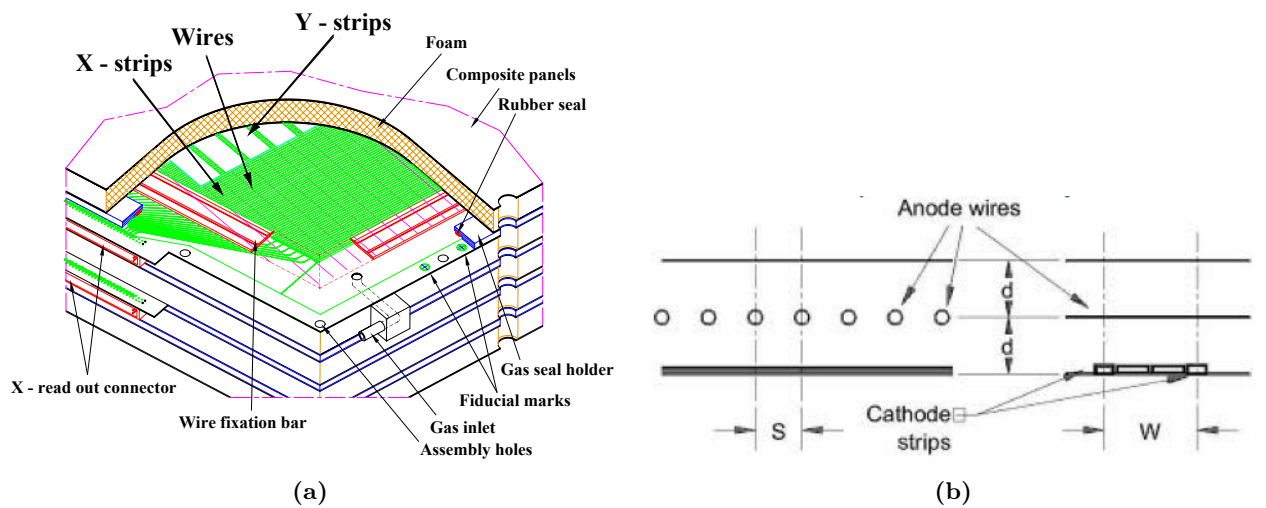 Y - strips
Wires
X - strips
Foam
Composite panels
Rubber seal
X - read out connector
Wire fixation bar
Gas seal holder
Fiducial marks
Gas inlet
Assembly holes
(a)
Anode wires
d
d
Cathode□
strips
S
W
(b)